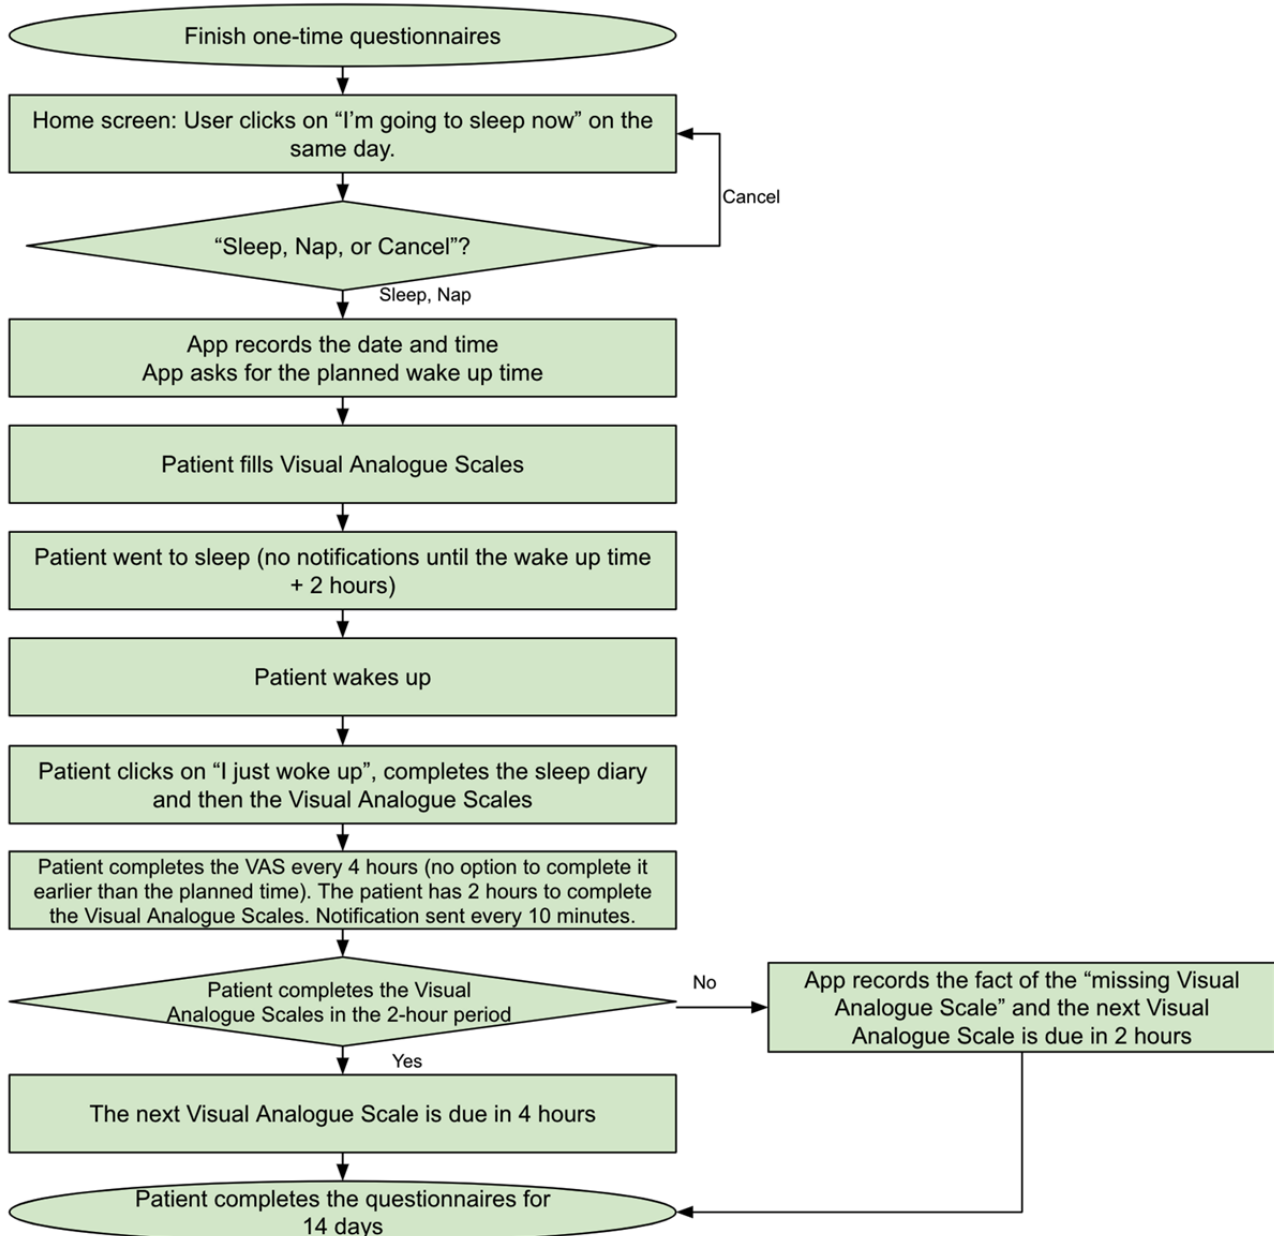 Finish one-time questionnaires
Home screen: User clicks on “I’m going to sleep now” on the
same day.
Cancel
“Sleep, Nap, or Cancel”?
Sleep, Nap
App records the date and time
App asks for the planned wake up time
Patient fills Visual Analogue Scales
Patient went to sleep (no notifications until the wake up time
+ 2 hours)
Patient wakes up
Patient clicks on “I just woke up”, completes the sleep diary
and then the Visual Analogue Scales
Patient completes the VAS every 4 hours (no option to complete it
earlier than the planned time). The patient has 2 hours to complete
the Visual Analogue Scales. Notification sent every 10 minutes.
Patient completes the Visual
Analogue Scales in the 2-hour period
No
App records the fact of the “missing Visual
Analogue Scale” and the next Visual
Analogue Scale is due in 2 hours
Yes
The next Visual Analogue Scale is due in 4 hours
Patient completes the questionnaires for
14 days